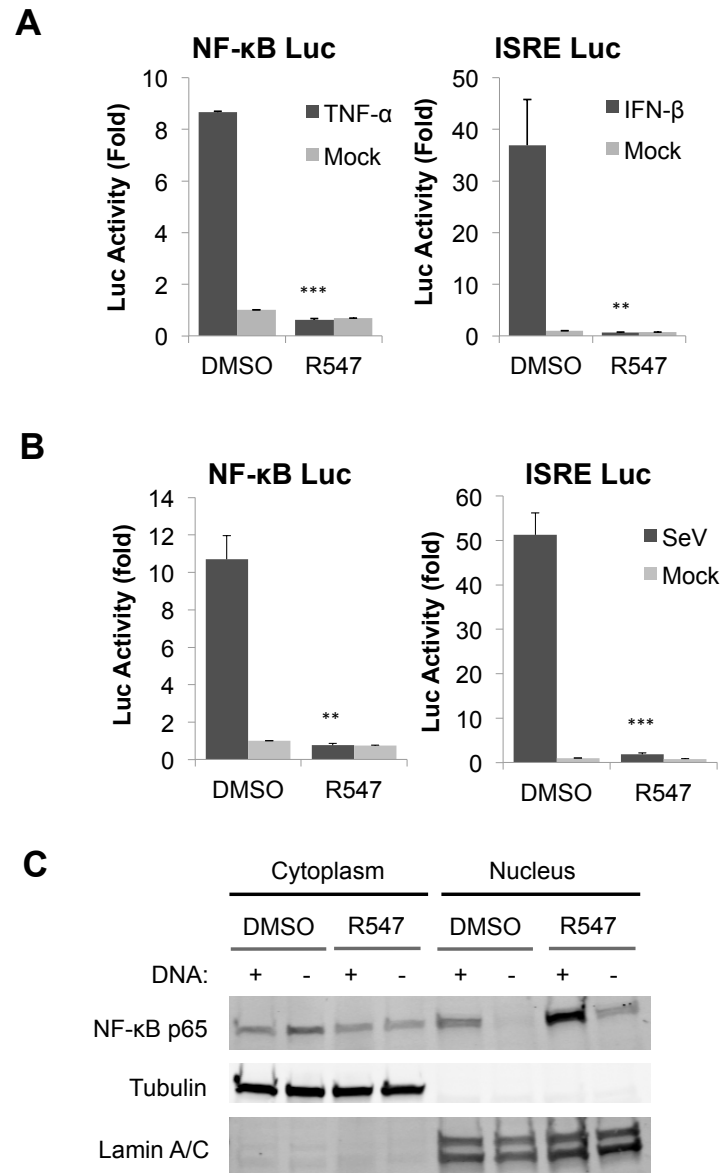 A
NF-κB Luc
Luc Activity (Fold)
10
8
6
4
2
0
TNF-α
Mock
***
DMSO
R547
ISRE Luc
Luc Activity (Fold)
50
40
30
20
10
0
IFN-β
Mock
**
DMSO
R547
B
NF-κB Luc
Luc Activity (fold)
14
12
10
8
6
4
2
0
**
DMSO
R547
ISRE Luc
Luc Activity (fold)
60
50
40
30
20
10
0
SeV
Mock
***
DMSO
R547
C
Cytoplasm
Nucleus
DMSO
R547
DMSO
R547
DNA: + - + - + - + -
NF-κB p65
Tubulin
Lamin A/C